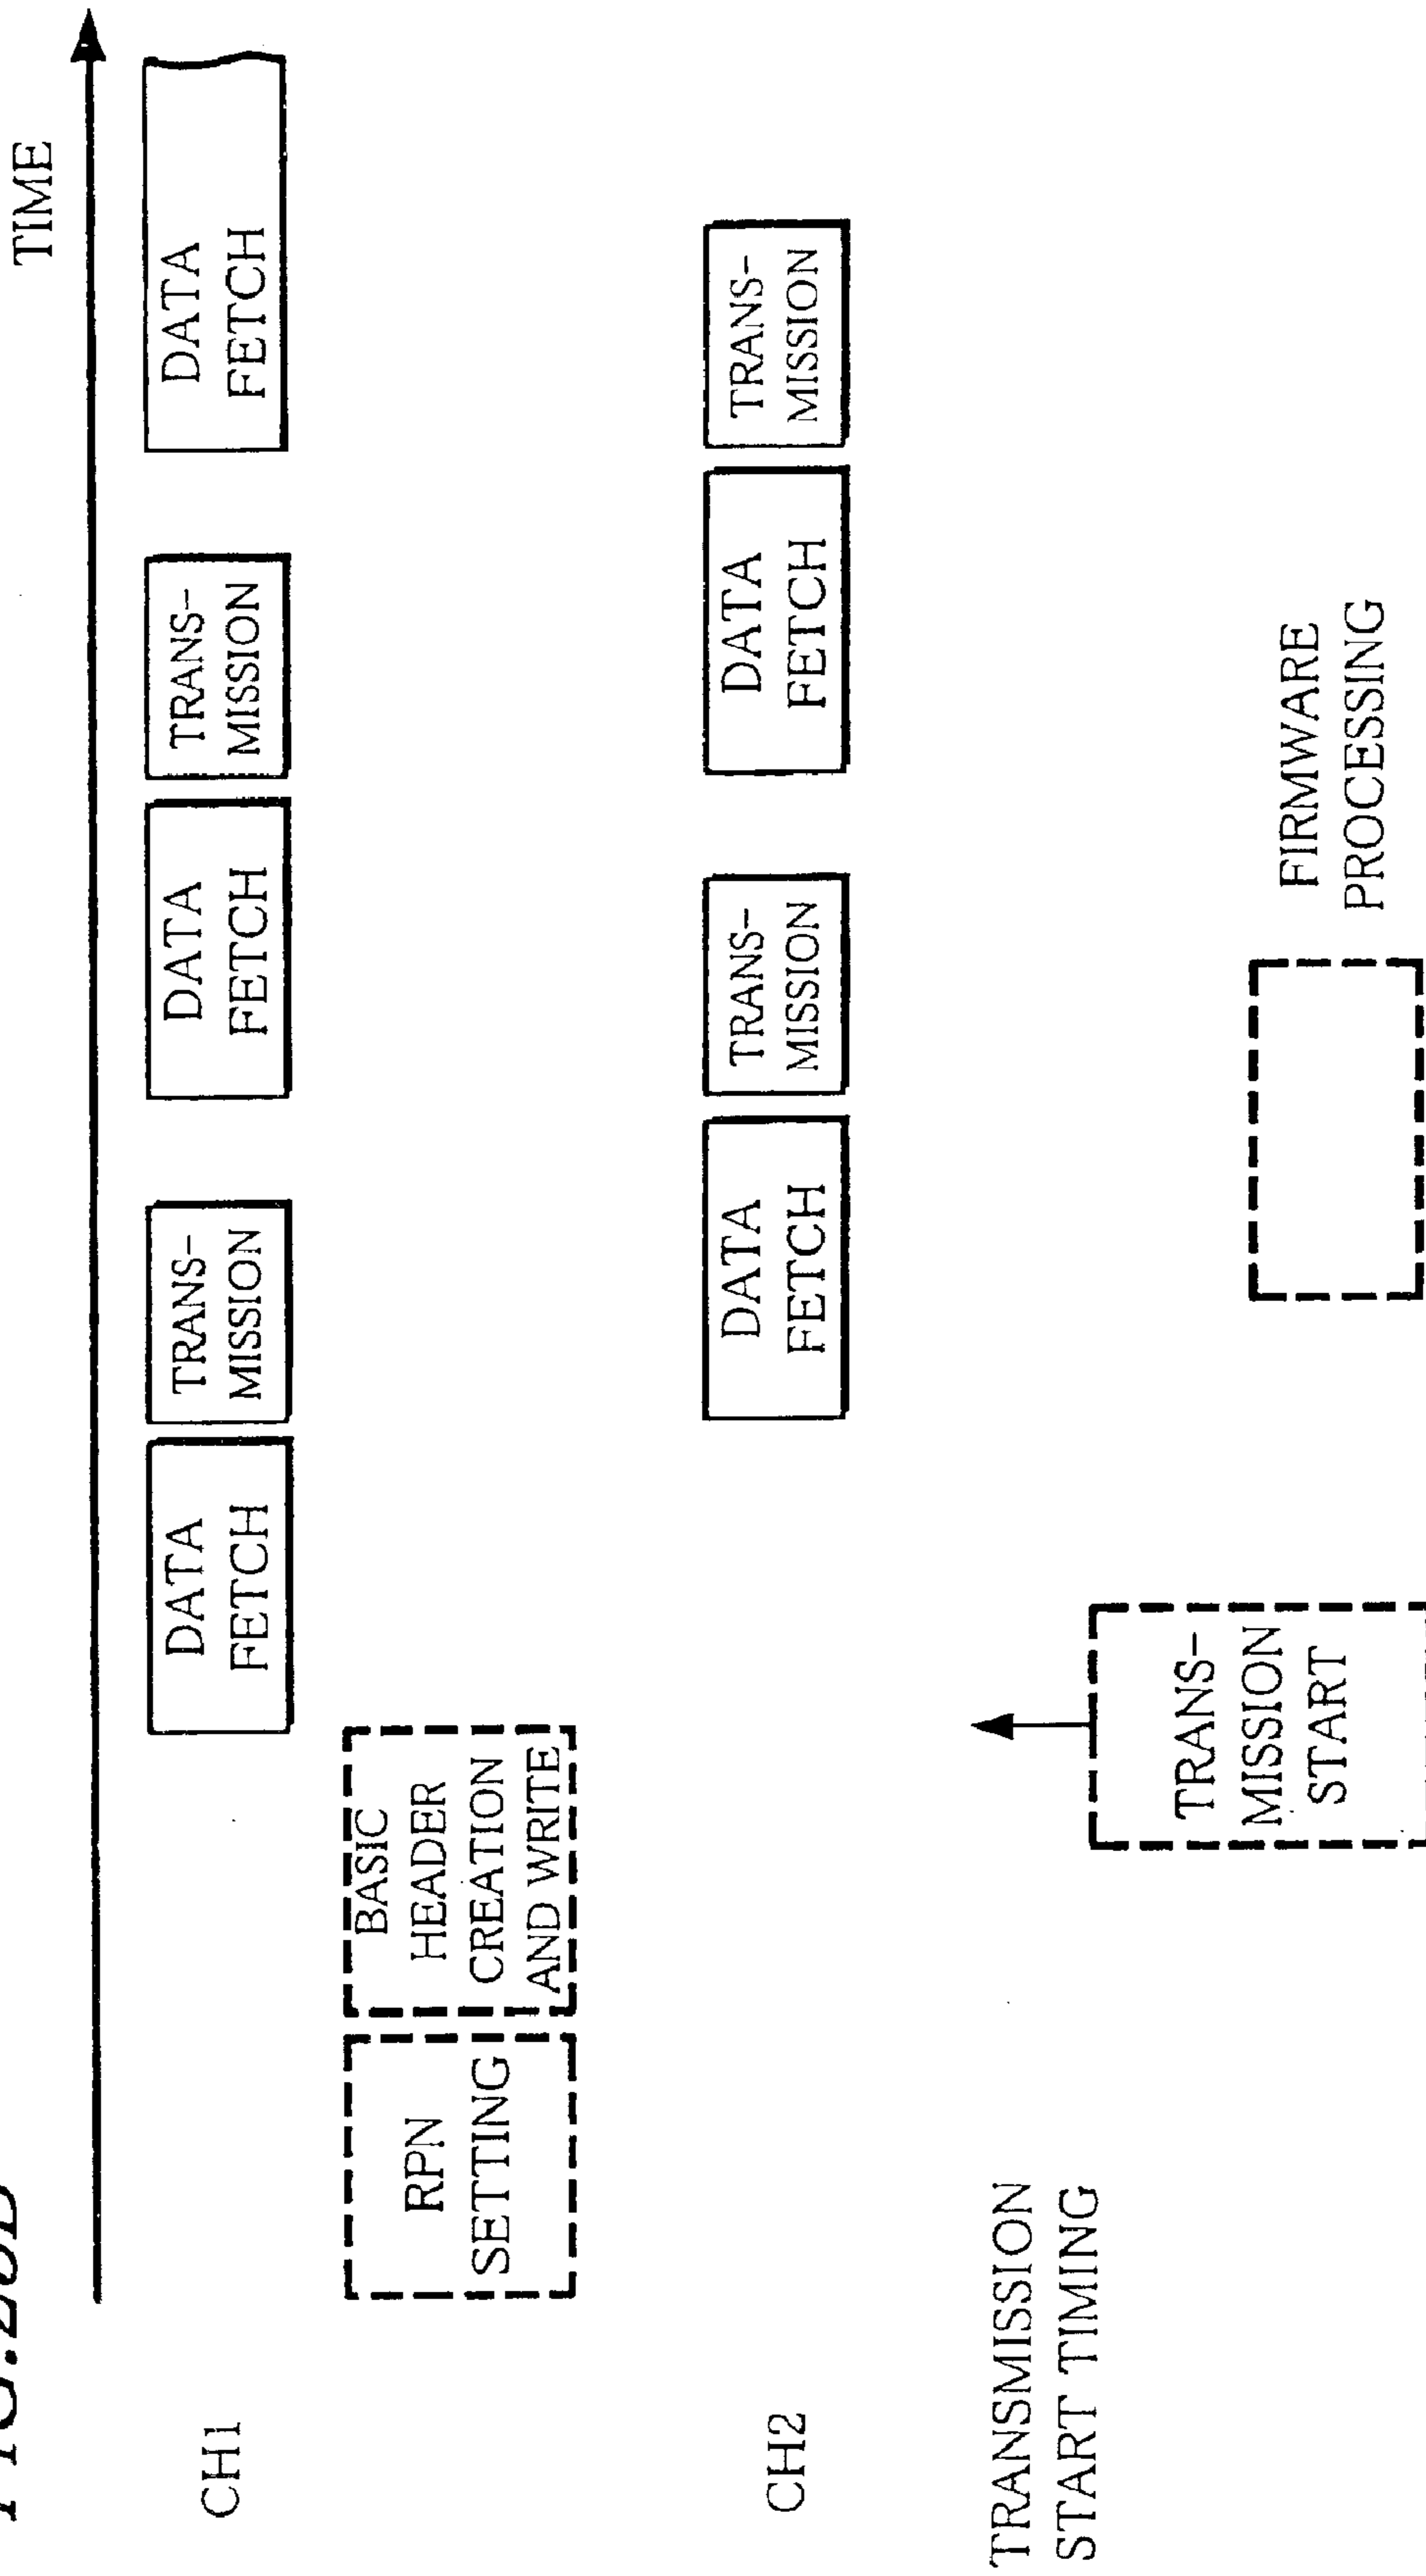 TIME
CH1
DATA
FETCH
TRANS-
MISSION
DATA
FETCH
TRANS-
MISSION
DATA
FETCH
RPN
SETTING
BASIC
HEADER
CREATION
AND WRITE
CH2
DATA
FETCH
TRANS-
MISSION
DATA
FETCH
TRANS-
MISSION
TRANSMISSION
START TIMING
TRANS-
MISSION
START
FIRMWARE
PROCESSING